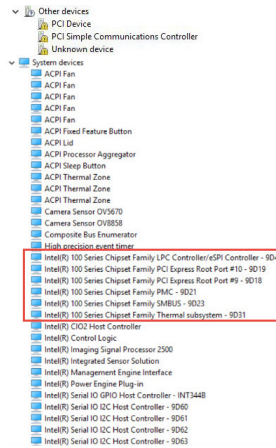 Other devices
PCI Device
PCI Simple Communications Controller
Unknown device
System devices
ACPI Fan
ACPI Fan
ACPI Fan
ACPI Fan
ACPI Fan
ACPI Fixed Feature Button
ACPI Lid
ACPI Processor Aggregator
ACPI Sleep Button
ACPI Thermal Zone
ACPI Thermal Zone
Camera Sensor OV5670
Camera Sensor OV8858
Composite Bus Enumerator
High precision event timer
Intel(R) 100 Series Chipset Family LPC Controller/eSPI Controller - 9D4
Intel(R) 100 Series Chipset Family PCI Express Root Port #10 - 9D19
Intel(R) 100 Series Chipset Family PCI Express Root Port #9 - 9D18
Intel(R) 100 Series Chipset Family PMC - 9D21
Intel(R) 100 Series Chipset Family SMBUS - 9D23
Intel(R) 100 Series Chipset Family Thermal subsystem - 9D31
Intel(R) CIO2 Host Controller
Intel(R) Control Logic
Intel(R) Imaging Signal Processor 2500
Intel(R) Integrated Sensor Solution
Intel(R) Management Engine Interface
Intel(R) Power Engine Plug-in
Intel(R) Serial IO GPIO Host Controller - INT344B
Intel(R) Serial IO I2C Host Controller - 9D60
Intel(R) Serial IO I2C Host Controller - 9D61
Intel(R) Serial IO I2C Host Controller - 9D62
Intel(R) Serial IO I2C Host Controller - 9D63